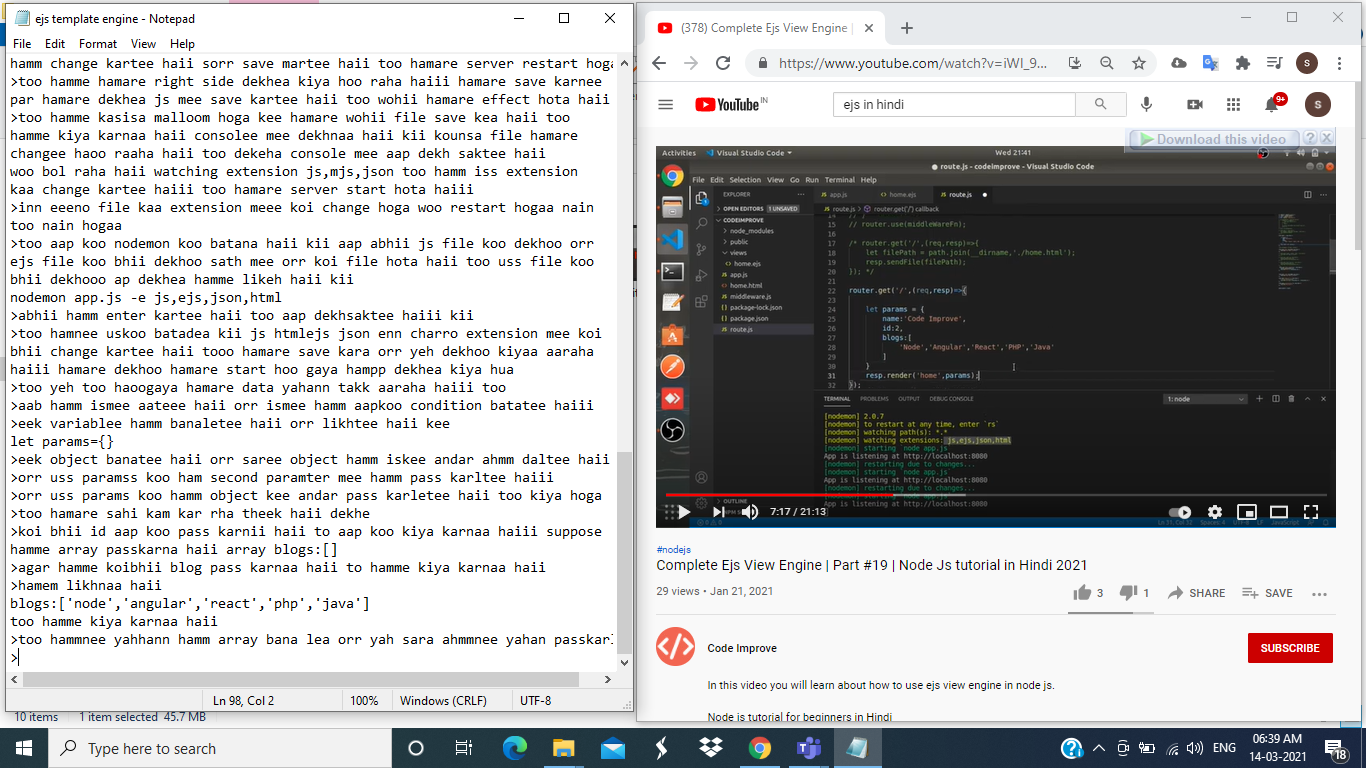 ejs template engine - Notepad
File Edit Format View Help
hamm change kartee haii sorr save martee haii too hamare server restart hoga
>too hamme hamare right side dekhea kiya hoo raha haiii hamare save karnee
par hamare dekhea js mee save kartee haii too wohii hamare effect hota haii
>too hamme kasisa malloom hoga kee hamare wohii file save kea haii too
hamme kiya karnaa haii consolee mee dekhnaa haii kii kounsa file hamare
changee haoo raaha haii too dekeha console mee aap dekh saktee haii
woo bol raha haii watching extension js,mjs,json too hamm iss extension
kaa change kartee haiii too hamare server start hota haiii
>inn eeeno file kaa extension meee koi change hoga woo restart hogaa nain
too nain hogaa
>too aap koo nodemon koo batana haii kii aap abhii js file koo dekhoo orr
ejs file koo bhii dekhoo sath mee orr koi file hota haii too uss file ko
bhii dekhooo ap dekhea hamme likeh haii kii
nodemon app.js -e js,ejs,json,html
>abhii hamm enter kartee haii too aap dekhsaktee haiii kii
>too hamnee uskoo batadea kii js htmlejs json enn charro extension mee koi
bhii change kartee haii tooo hamare save kara orr yeh dekhoo kiyaa aaraha
haiii hamare dekhoo hamare start hoo gaya hampp dekhea kiya hua
>too yeh too haoogaya hamare data yahann takk aaraha haiii too
>aab hamm ismee aateee haii orr ismee hamm aapkoo condition batatee haiii
>eek variablee hamm banaletee haii orr likhtee haii kee
let params={}
>eek object banatee haii orr saree object hamm iskee andar ahmm daltee haii
>orr uss paramss koo ham second paramter mee hamm pass karltee haiii
>orr uss params koo hamm object kee andar pass karletee haii too kiya hoga
>too hamare sahi kam kar rha theek haii dekhe
>koi bhii id aap koo pass karnii haii to aap koo kiya karnaa haiii suppose
hamme array passkarna haii array blogs:[]
>agar hamme koibhii blog pass karnaa haii to hamme kiya karnaa haii
>hamem likhnaa haii
blogs:['node','angular','react','php','java']
too hamme kiya karnaa haii
>too hammnee yahhann hamm array bana lea orr yah sara ahmmnee yahan passkarl
>
Ln 98, Col 2 100% Windows (CRLF) UTF-8
10 items 1 item selected 45.7 MB
(378) Complete Ejs View Engine |
https://www.youtube.com/watch?v=iWI_9...
S
YouTube IN
ejs in hindi
9+
S
Download this video ? X
Activities Visual Studio Code Wed 21:41
route.js - codeimprove - Visual Studio Code
File Edit Selection View Go Run Terminal Help
EXPLORER
OPEN EDITORS 1 UNSAVED
CODEIMPROVE
node_modules
public
views
home.ejs
app.js
home.html
middleware.js
package-lock.json
package.json
route.js
OUTLINE
app.js home.ejs route.js
route.js > router.get('/') callback
15 // router.use(middleWareFn);
16
17 /* router.get('/',(req,resp)=>{
18 let filePath = path.join(__dirname,'./home.html');
19 resp.sendFile(filePath);
20 }); */
21
22 router.get('/',(req,resp)=>{
23
24 let params = {
25 name:'Code Improve',
26 id:2,
27 blogs:[
28 'Node','Angular','React','PHP','Java'
29 ]
30 }
31 resp.render('home',params);
32 });
TERMINAL PROBLEMS OUTPUT DEBUG CONSOLE 1: node
[nodemon] 2.0.7
[nodemon] to restart at any time, enter `rs`
[nodemon] watching path(s): *.*
[nodemon] watching extensions: js,ejs,json,html
[nodemon] starting `node app.js`
App is listening at http://localhost:8080
[nodemon] restarting due to changes...
[nodemon] starting `node app.js`
App is listening at http://localhost:8080
[nodemon] restarting due to changes...
[nodemon] starting `node app.js`
App is listening at http://localhost:8080
7:17 / 21:13
#nodejs
Complete Ejs View Engine | Part #19 | Node Js tutorial in Hindi 2021
29 views • Jan 21, 2021
3 1 SHARE SAVE
Code Improve
SUBSCRIBE
In this video you will learn about how to use ejs view engine in node js.
Node js tutorial for beginners in Hindi
Type here to search
ENG
06:39 AM
14-03-2021
18